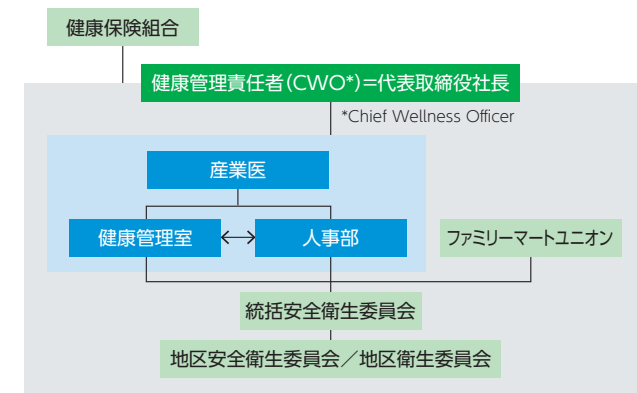 健康保険組合
健康管理責任者(CWO*)=代表取締役社長
*Chief Wellness Officer
産業医
健康管理室
人事部
ファミリーマートユニオン
統括安全衛生委員会
地区安全衛生委員会／地区衛生委員会